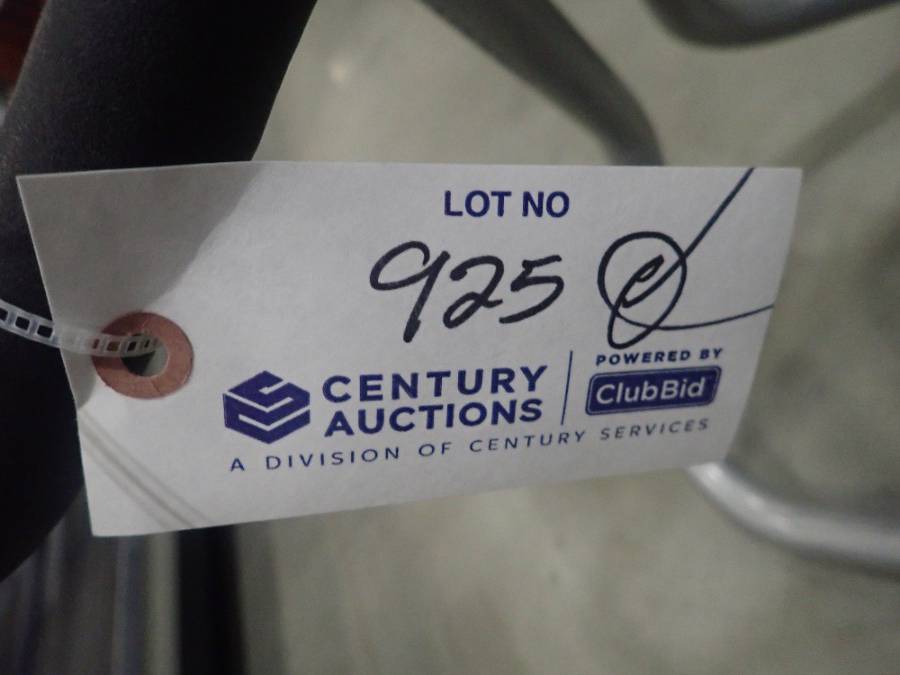 LOT NO
925 e
CENTURY
AUCTIONS
POWERED BY
ClubBid
A DIVISION OF CENTURY SERVICES